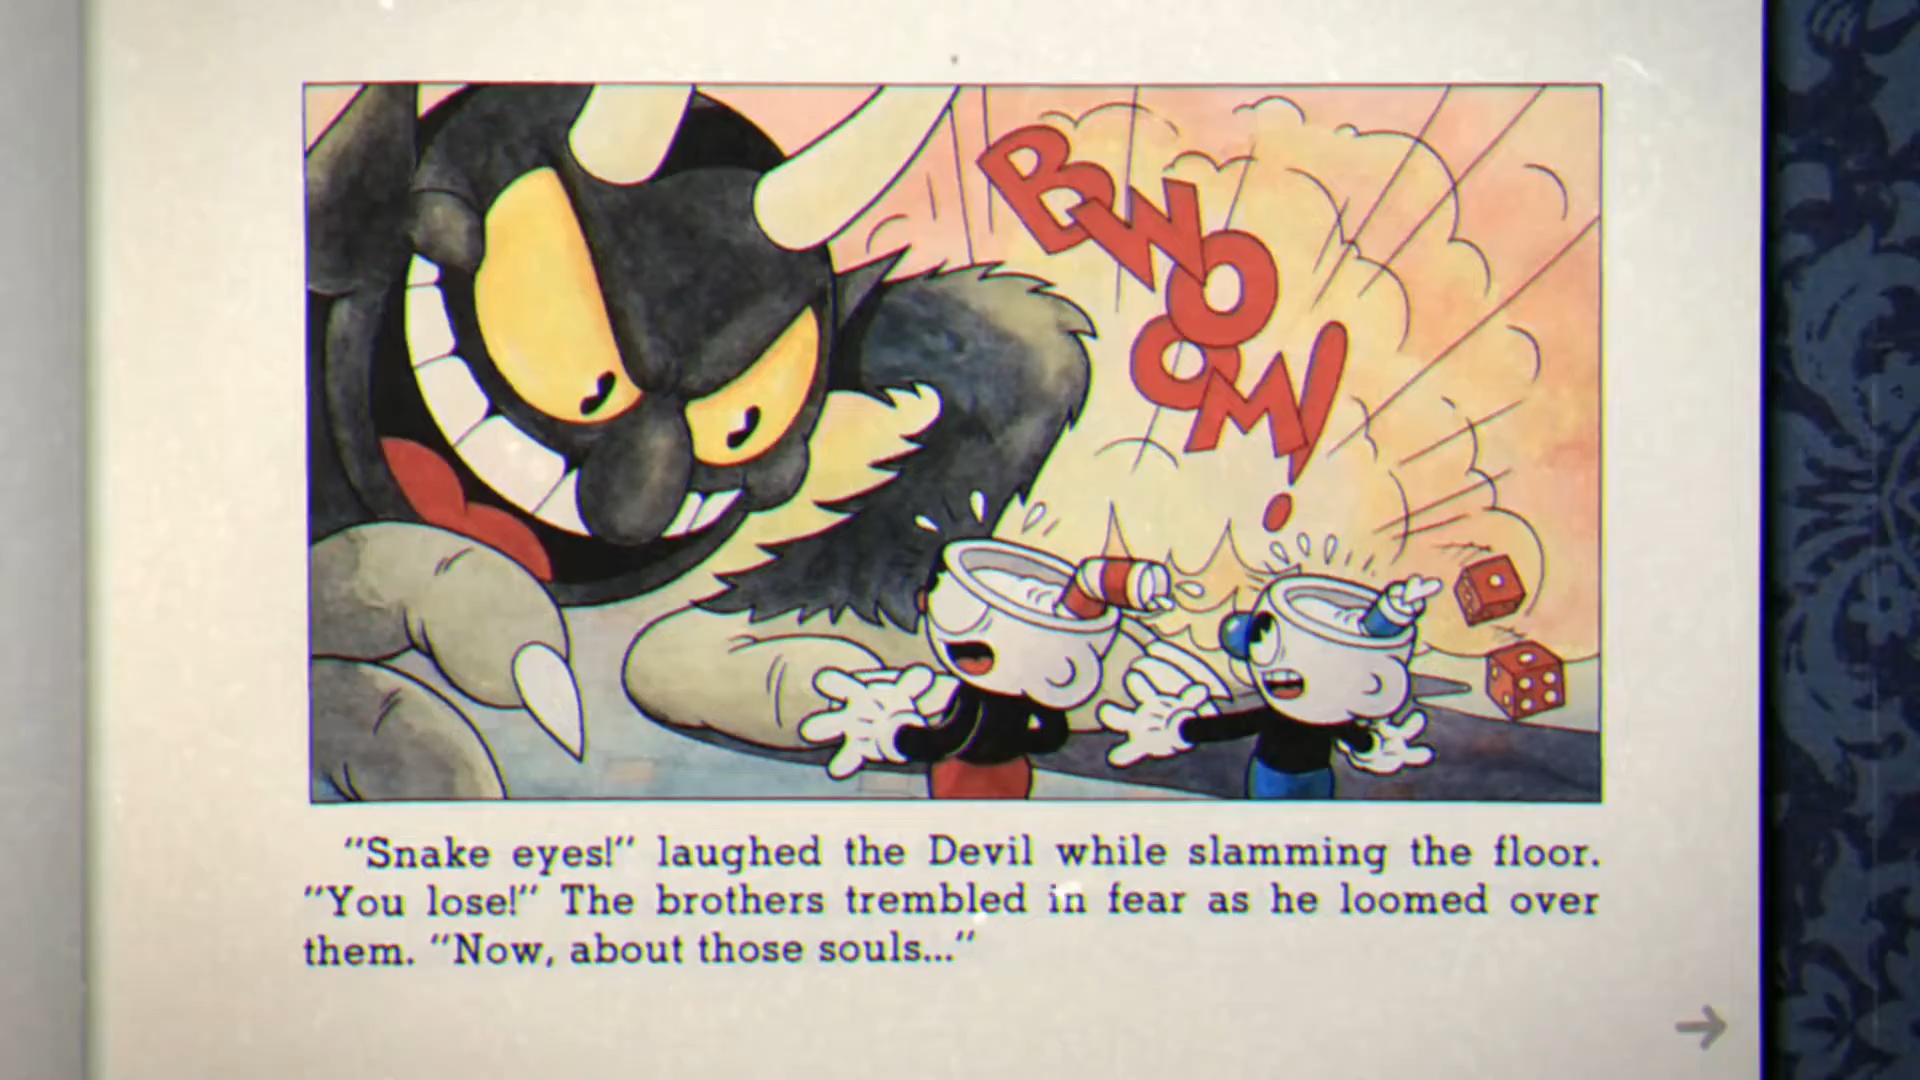 BWOOM!
"Snake eyes!" laughed the Devil while slamming the floor.
"You lose!" The brothers trembled in fear as he loomed over
them. "Now, about those souls..."